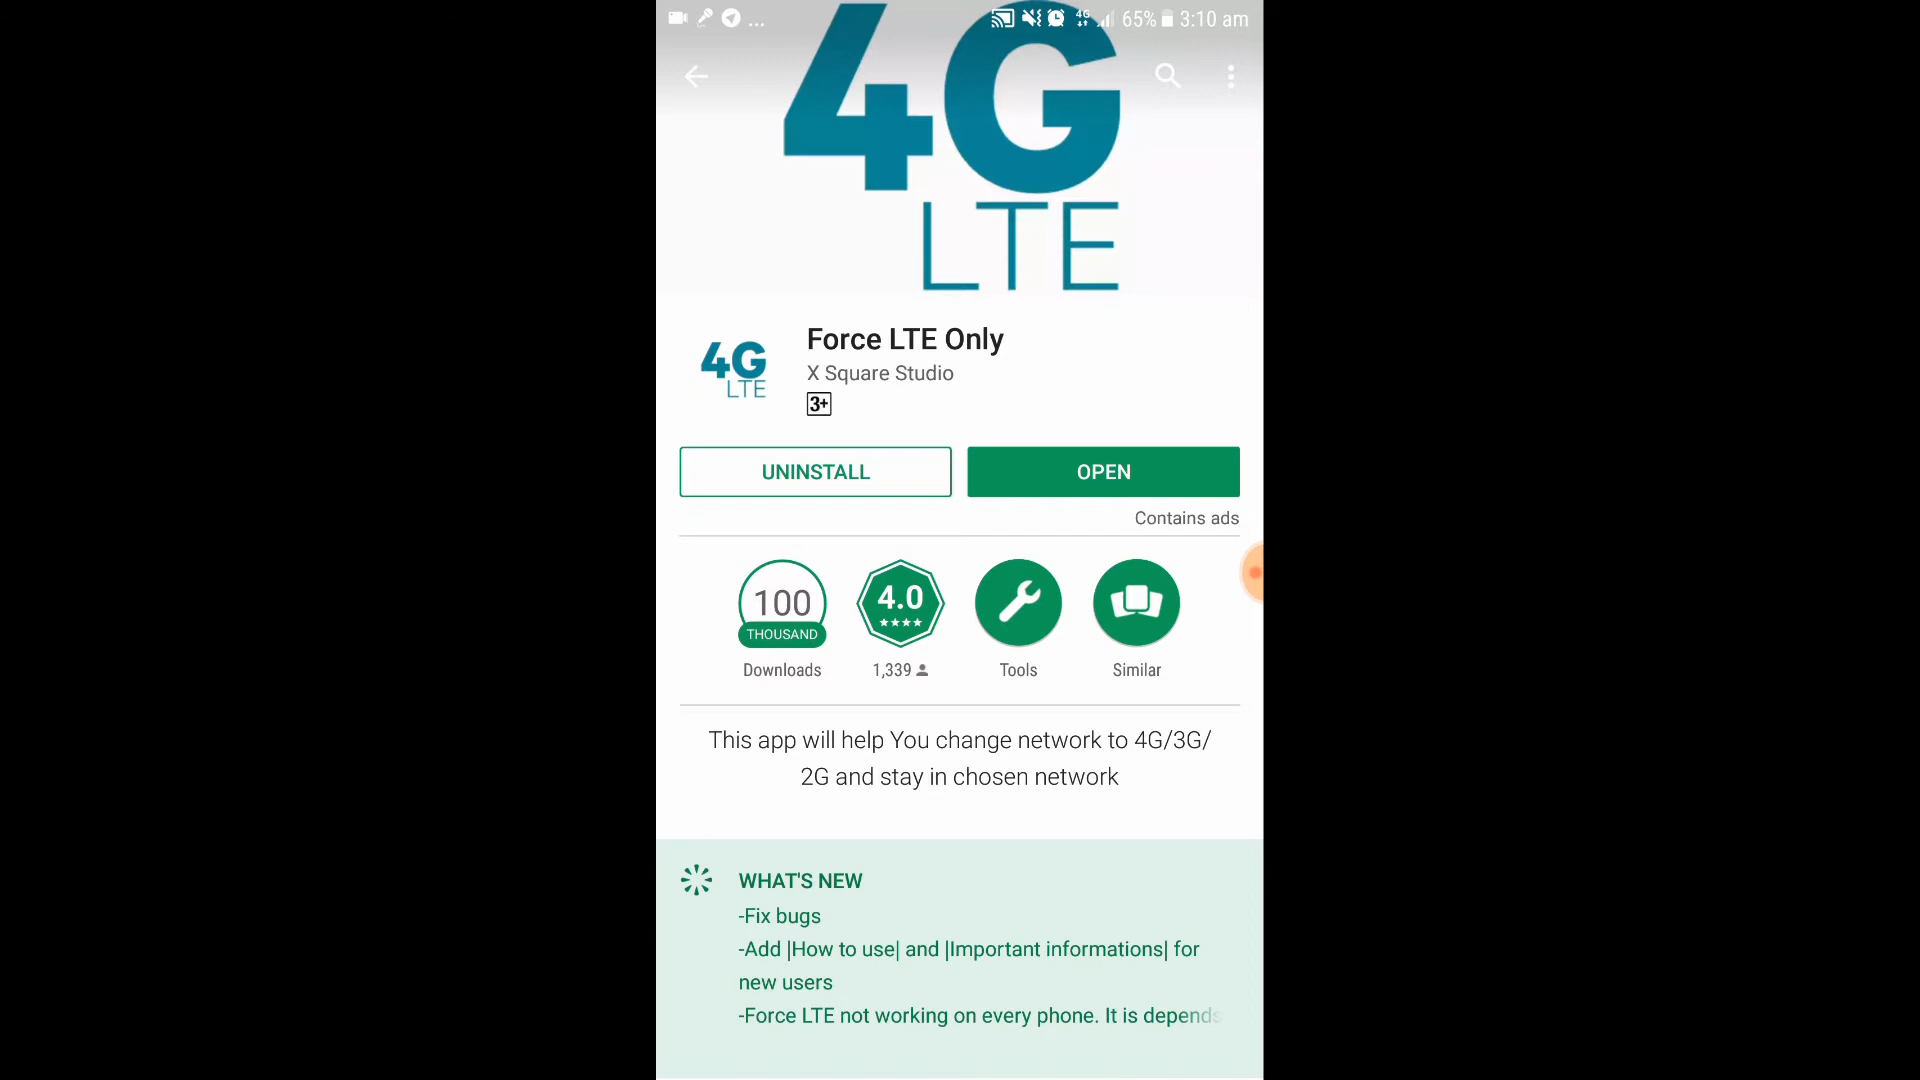 ... 4G 65% 3:10 am
4G
LTE
4G
LTE
Force LTE Only
X Square Studio
3+
UNINSTALL
OPEN
Contains ads
100
THOUSAND
Downloads
4.0
1,339
Tools
Similar
This app will help You change network to 4G/3G/
2G and stay in chosen network
WHAT'S NEW
-Fix bugs
-Add |How to use| and |Important informations| for
new users
-Force LTE not working on every phone. It is depends